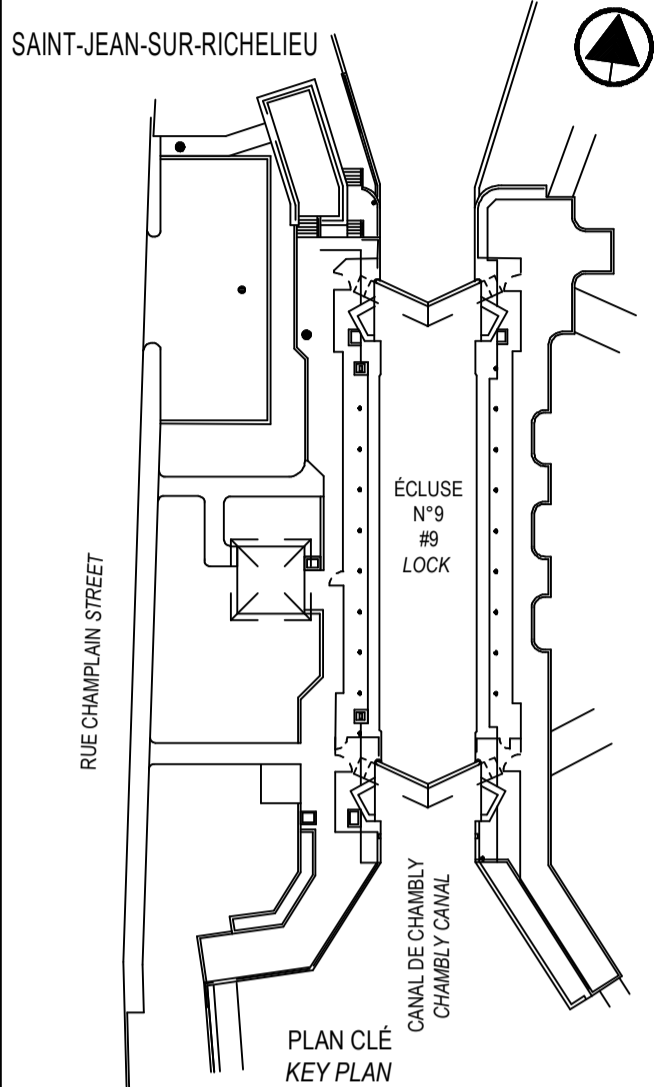 SAINT-JEAN-SUR-RICHELIEU
ÉCLUSE
N°9
#9
LOCK
RUE CHAMPLAIN STREET
CANAL DE CHAMBLY
CHAMBLY CANAL
PLAN CLÉ
KEY PLAN